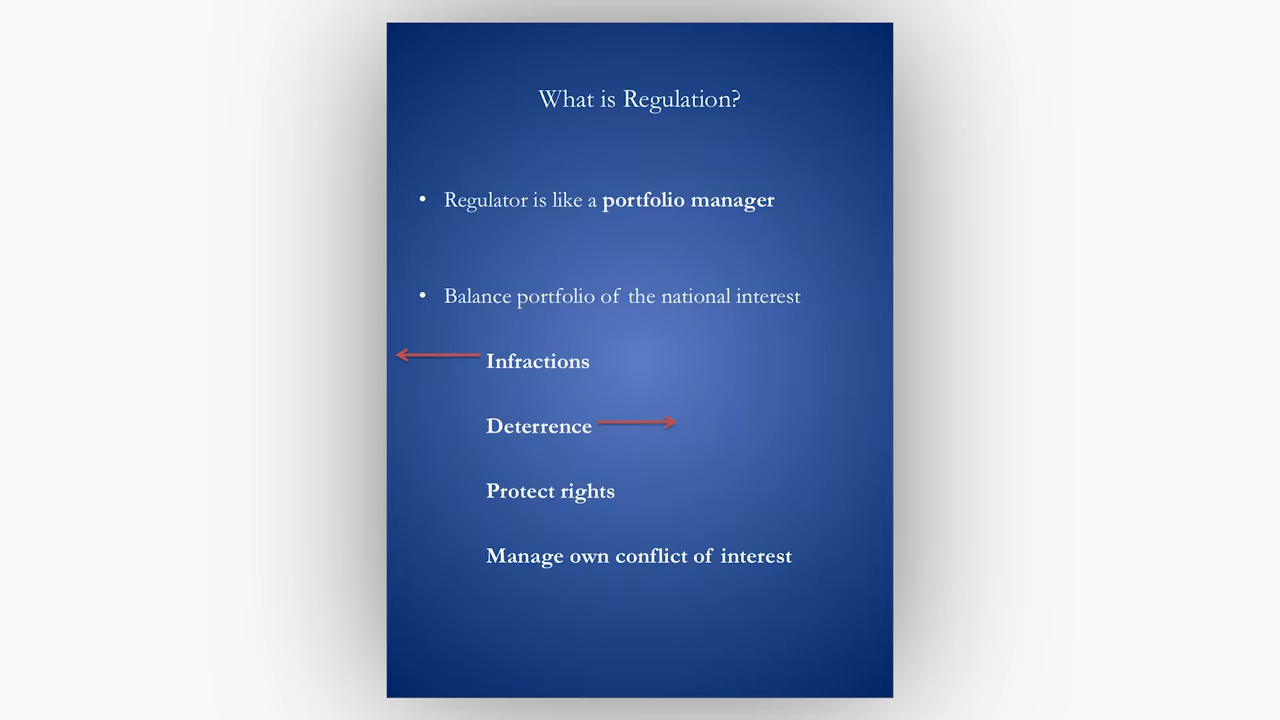 What is Regulation?
• Regulator is like a portfolio manager
• Balance portfolio of the national interest
Infractions
Deterrence
Protect rights
Manage own conflict of interest